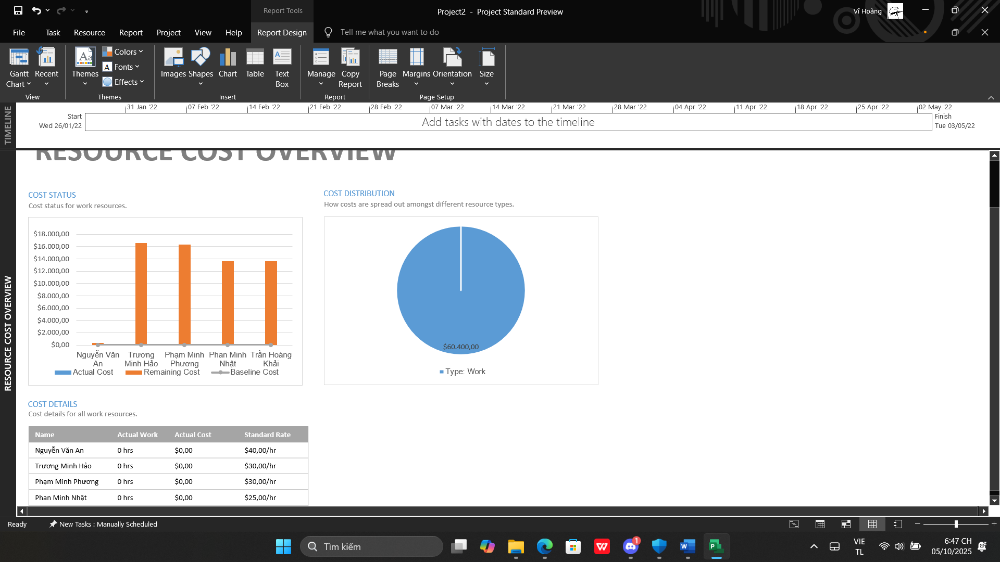 Report Tools
Project2 - Project Standard Preview
Vĩ Hoàng
File
Task
Resource
Report
Project
View
Help
Report Design
Tell me what you want to do
Gantt
Chart
Recent
View
Themes
Colors
Fonts
Effects
Themes
Images
Shapes
Chart
Table
Text
Box
Insert
Manage
Copy
Report
Report
Page
Breaks
Margins
Orientation
Size
Page Setup
TIMELINE
31 Jan '22
07 Feb '22
14 Feb '22
21 Feb '22
28 Feb '22
07 Mar '22
14 Mar '22
21 Mar '22
28 Mar '22
04 Apr '22
11 Apr '22
18 Apr '22
25 Apr '22
02 May '22
Start
Wed 26/01/22
Add tasks with dates to the timeline
Finish
Tue 03/05/22
RESOURCE COST OVERVIEW
RESOURCE COST OVERVIEW
COST STATUS
Cost status for work resources.
$18.000,00
$16.000,00
$14.000,00
$12.000,00
$10.000,00
$8.000,00
$6.000,00
$4.000,00
$2.000,00
$0,00
Nguyễn Văn
An
Trương
Minh Hảo
Phạm Minh
Phương
Phan Minh
Nhật
Trần Hoàng
Khải
Actual Cost
Remaining Cost
Baseline Cost
COST DISTRIBUTION
How costs are spread out amongst different resource types.
$60.400,00
Type: Work
COST DETAILS
Cost details for all work resources.
Name Actual Work Actual Cost Standard Rate
Nguyễn Văn An 0 hrs $0,00 $40,00/hr
Trương Minh Hảo 0 hrs $0,00 $30,00/hr
Phạm Minh Phương 0 hrs $0,00 $30,00/hr
Phan Minh Nhật 0 hrs $0,00 $25,00/hr
Ready
New Tasks : Manually Scheduled
Tìm kiếm
1
VIE
TL
6:47 CH
05/10/2025